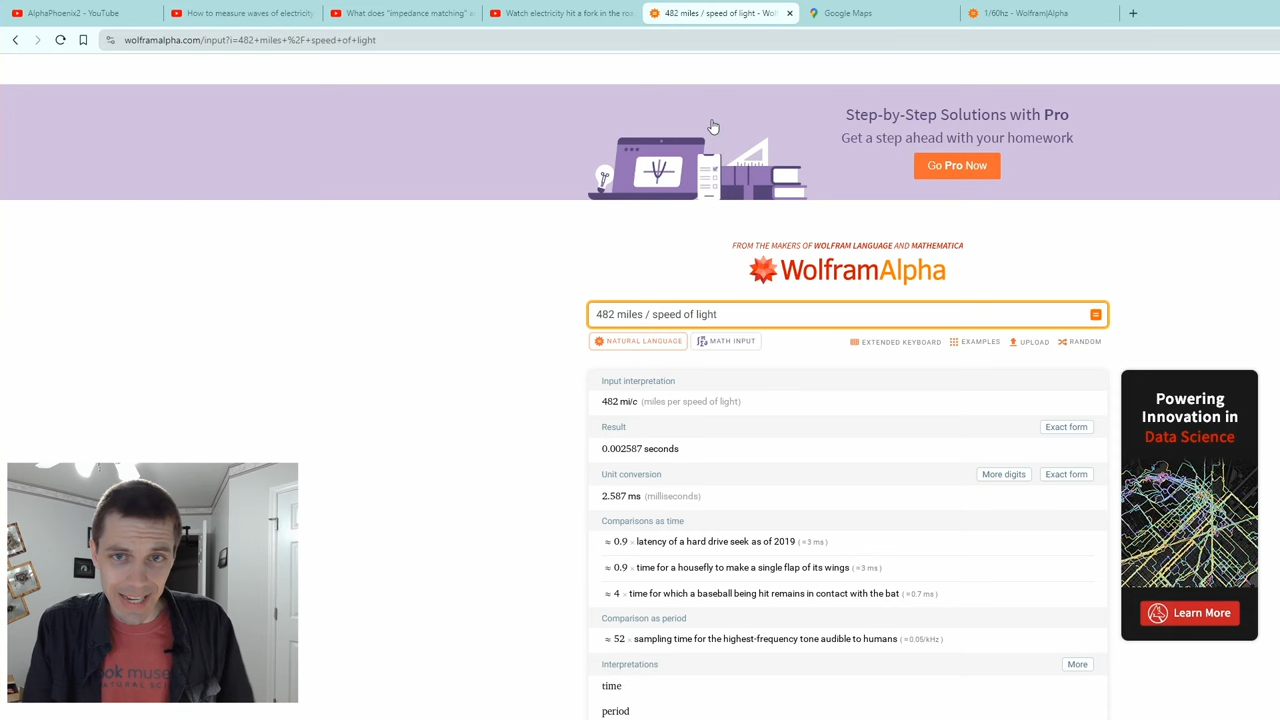 AlphaPhoenix2 - YouTube
How to measure waves of electricity
What does "impedance matching" a
Watch electricity hit a fork in the roa
482 miles / speed of light - Wol
Google Maps
1/60hz - Wolfram|Alpha
wolframalpha.com/input?i=482+miles+%2F+speed+of+light
Step-by-Step Solutions with Pro
Get a step ahead with your homework
Go Pro Now
FROM THE MAKERS OF WOLFRAM LANGUAGE AND MATHEMATICA
WolframAlpha
482 miles / speed of light
NATURAL LANGUAGE
MATH INPUT
EXTENDED KEYBOARD
EXAMPLES
UPLOAD
RANDOM
Input interpretation
482 mi/c (miles per speed of light)
Result
Exact form
0.002587 seconds
Unit conversion
More digits
Exact form
2.587 ms (milliseconds)
Comparisons as time
≈ 0.9 × latency of a hard drive seek as of 2019 (≈3 ms)
≈ 0.9 × time for a housefly to make a single flap of its wings (≈3 ms)
≈ 4 × time for which a baseball being hit remains in contact with the bat (≈0.7 ms)
Comparison as period
≈ 52 × sampling time for the highest-frequency tone audible to humans (≈0.05/kHz)
Interpretations
More
time
period
Powering
Innovation in
Data Science
Learn More